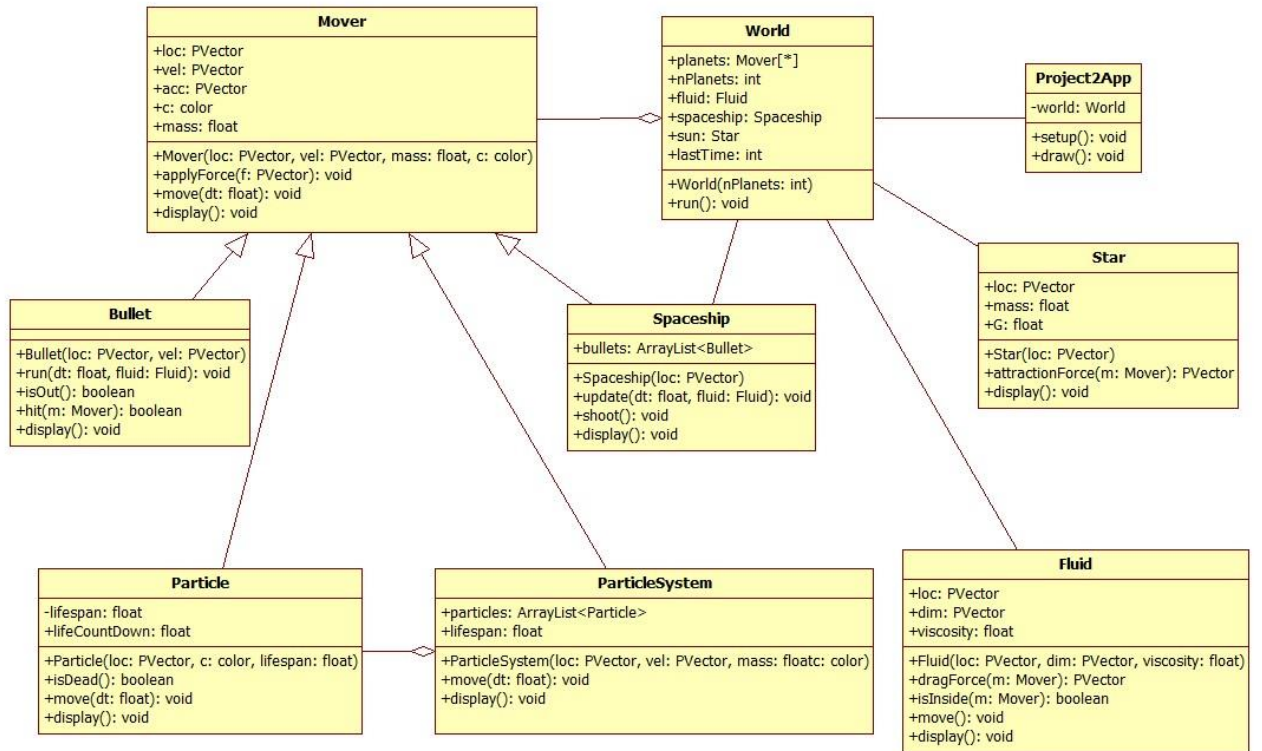 Mover
+loc: PVector
+vel: PVector
+acc: PVector
+c: color
+mass: float
+Mover(loc: PVector, vel: PVector, mass: float, c: color)
+applyForce(f: PVector): void
+move(dt: float): void
+display(): void
World
+planets: Mover[*]
+nPlanets: int
+fluid: Fluid
+spaceship: Spaceship
+sun: Star
+lastTime: int
+World(nPlanets: int)
+run(): void
Project2App
-world: World
+setup(): void
+draw(): void
Bullet
+Bullet(loc: PVector, vel: PVector)
+run(dt: float, fluid: Fluid): void
+isOut(): boolean
+hit(m: Mover): boolean
+display(): void
Spaceship
+bullets: ArrayList<Bullet>
+Spaceship(loc: PVector)
+update(dt: float, fluid: Fluid): void
+shoot(): void
+display(): void
Star
+loc: PVector
+mass: float
+G: float
+Star(loc: PVector)
+attractionForce(m: Mover): PVector
+display(): void
Particle
-lifespan: float
+lifeCountDown: float
+Particle(loc: PVector, c: color, lifespan: float)
+isDead(): boolean
+move(dt: float): void
+display(): void
ParticleSystem
+particles: ArrayList<Particle>
+lifespan: float
+ParticleSystem(loc: PVector, vel: PVector, mass: floatc: color)
+move(dt: float): void
+display(): void
Fluid
+loc: PVector
+dim: PVector
+viscosity: float
+Fluid(loc: PVector, dim: PVector, viscosity: float)
+dragForce(m: Mover): PVector
+isInside(m: Mover): boolean
+move(): void
+display(): void